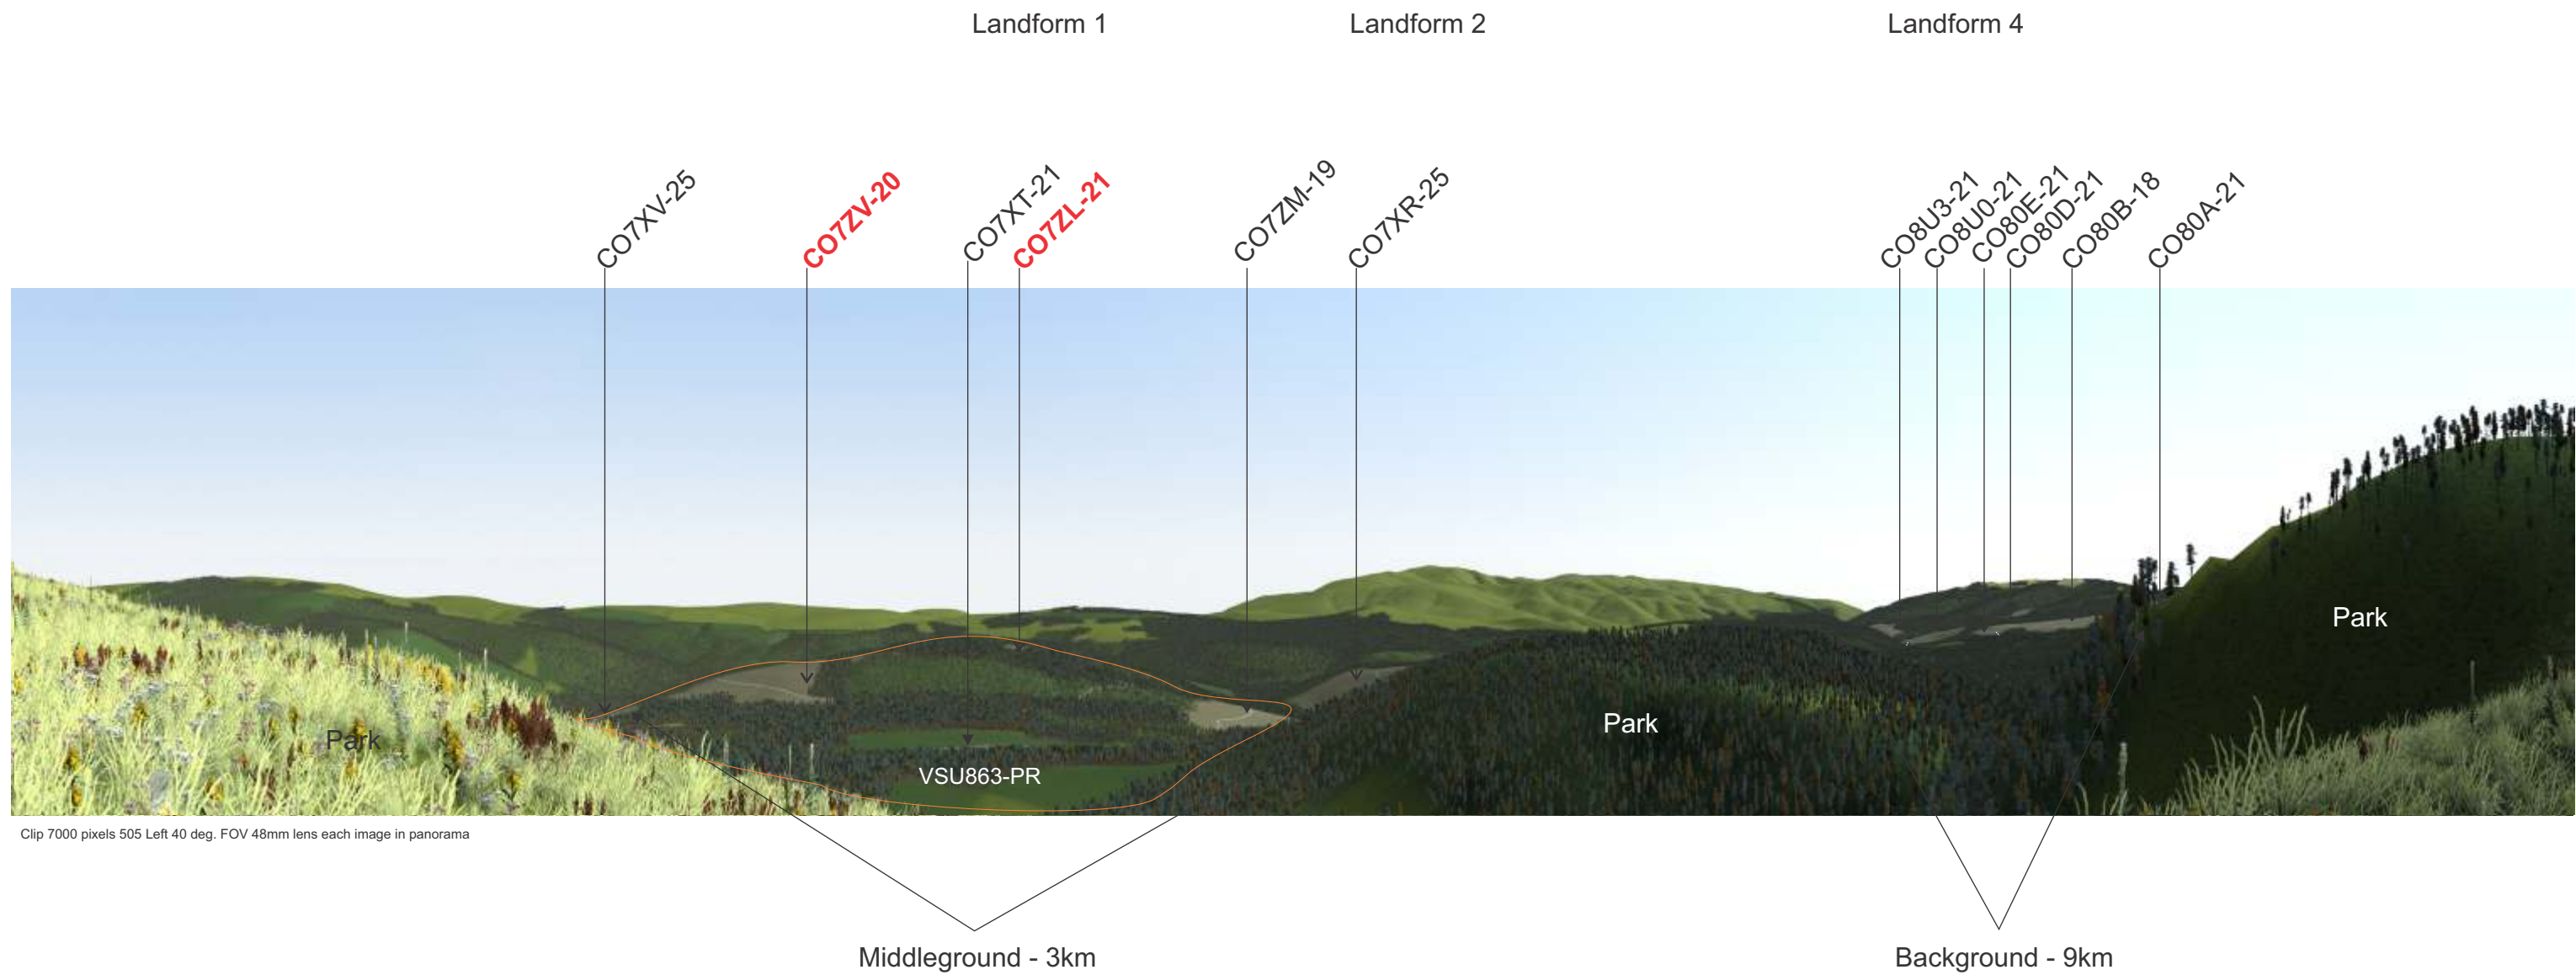 Landform 1
Landform 2
Landform 4
CO7XV-25
CO7ZV-20
CO7XT-21
CO7ZL-21
CO7ZM-19
CO7XR-25
CO8U3-21
CO8U0-21
CO80E-21
CO80D-21
CO80B-18
CO80A-21
Park
Park
Park
VSU863-PR
Clip 7000 pixels 505 Left 40 deg. FOV 48mm lens each image in panorama
Middleground - 3km
Background - 9km